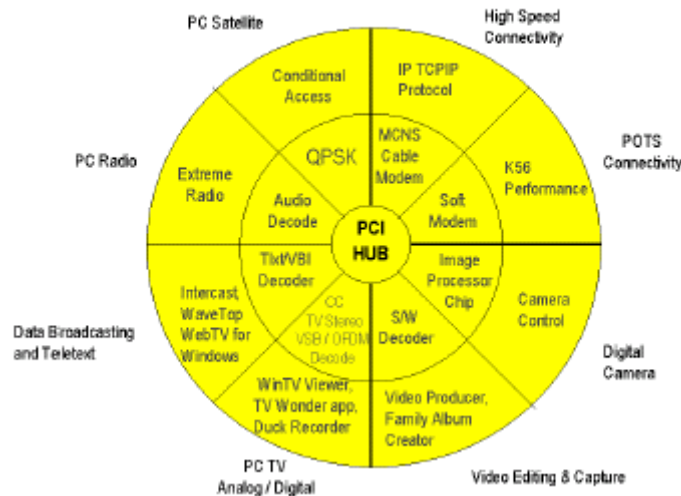 PC Satellite
High Speed
Connectivity
Conditional
Access
IP TCPIP
Protocol
POTS
Connectivity
PC Radio
QPSK
MCNS
Cable
Modem
K56
Performance
Extreme
Radio
Audio
Decode
Soft
Modem
PCI
HUB
Image
Processor
Chip
Camera
Control
Digital
Camera
S/W
Decoder
CC
TV Stereo
VSB / OFDM
Decode
Decoder
Intercast,
WaveTop
WebTV for
Windows
Data Broadcasting
and Teletext
WinTV Viewer,
TV Wonder app,
Duck Recorder
Video Producer,
Family Album
Creator
PC TV
Analog / Digital
Video Editing & Capture